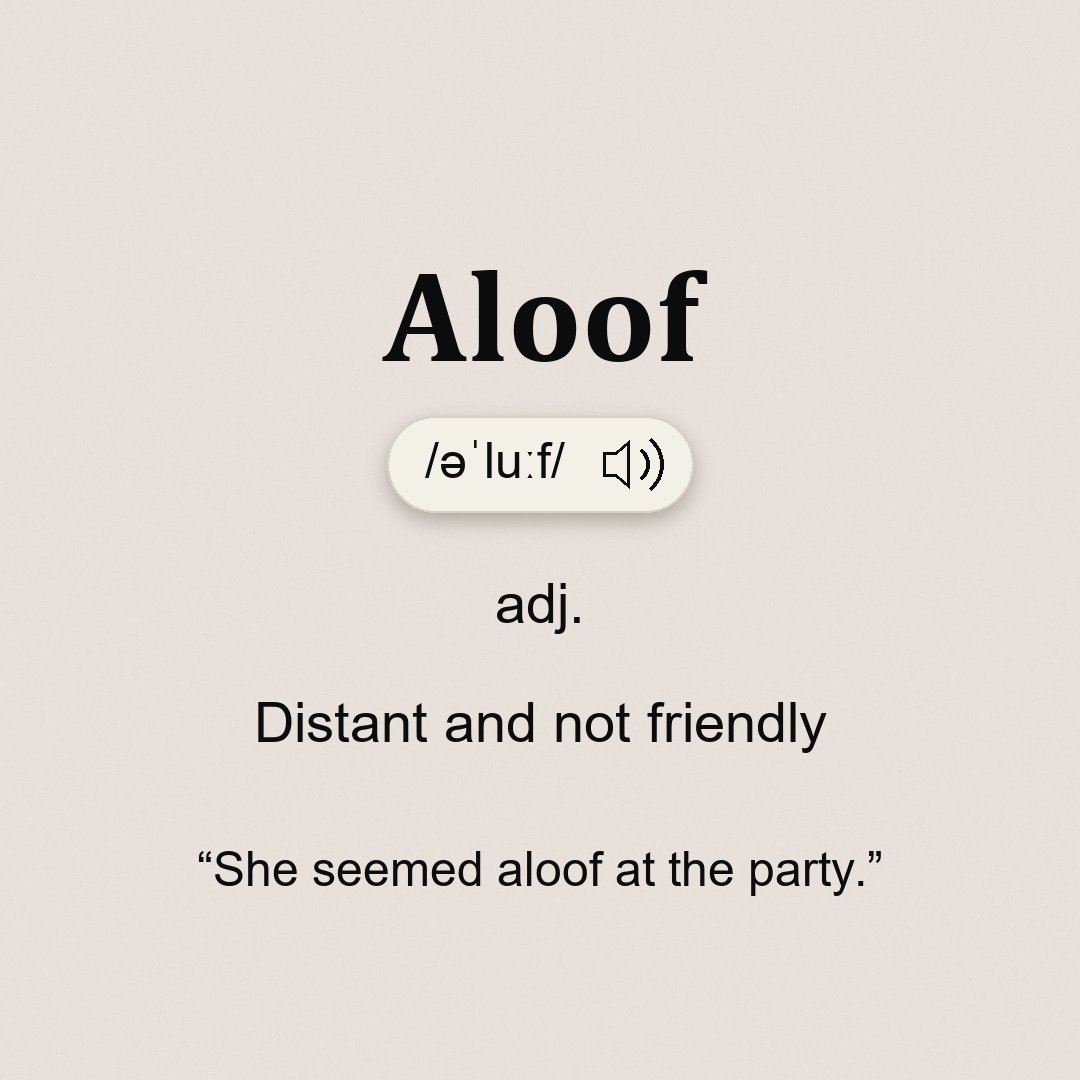 Aloof
/əˈluːf/
adj.
Distant and not friendly
“She seemed aloof at the party.”